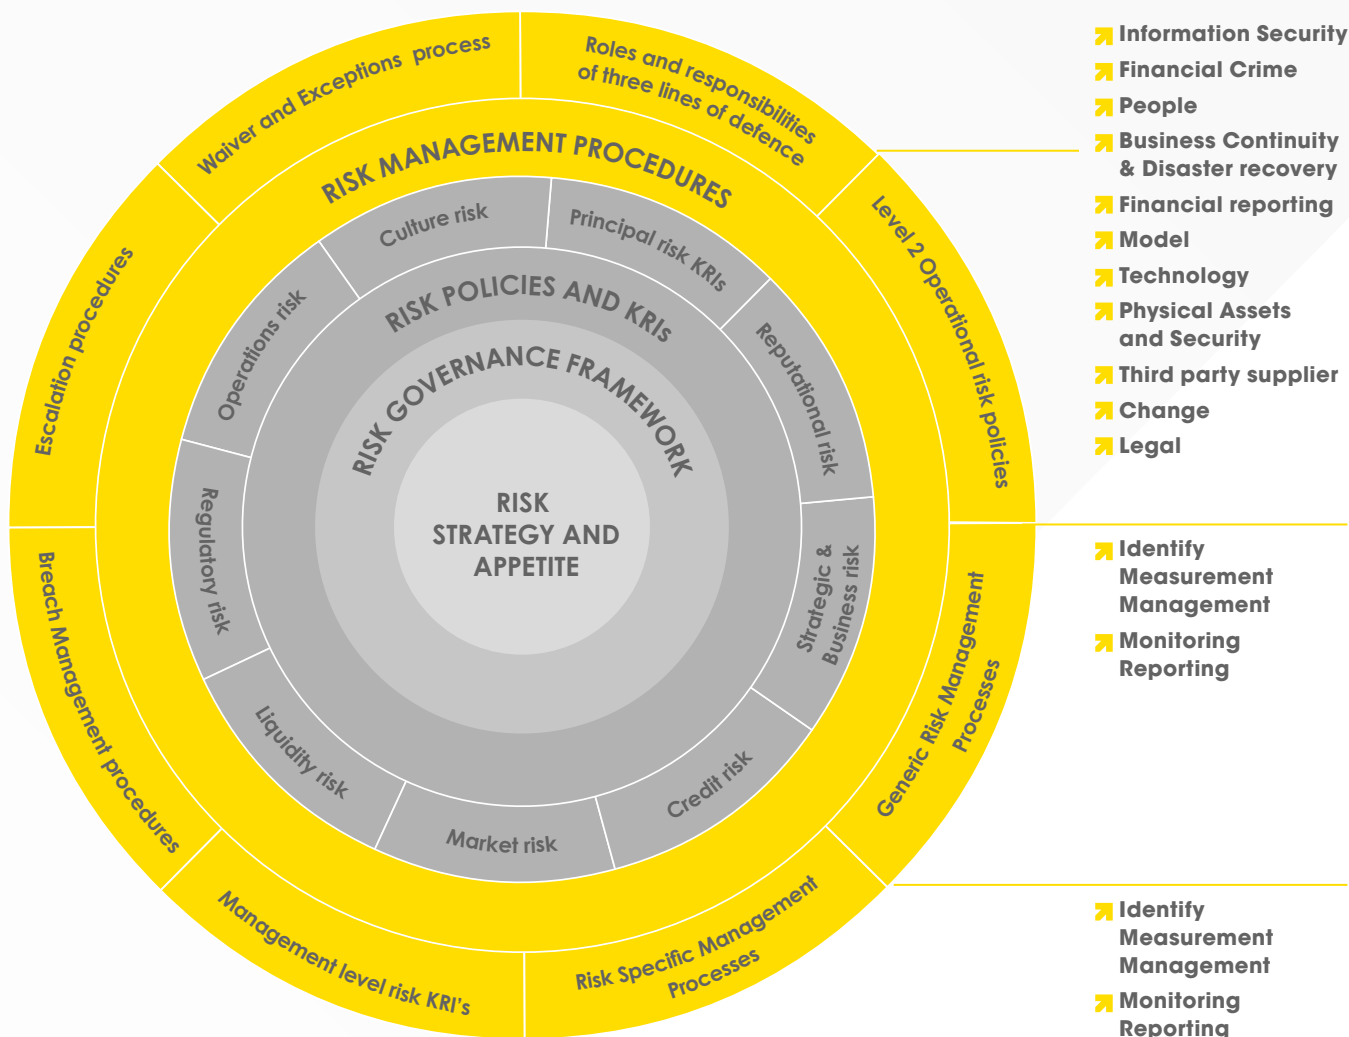 Waiver and Exceptions process
Roles and responsibilities
of three lines of defence
Level 2 Operational risk policies
Generic Risk Management
Processes
Risk Specific Management
Processes
Management level risk KRI's
Breach Management procedures
Escalation procedures
RISK MANAGEMENT PROCEDURES
Culture risk
Principal risk KRIs
Reputational risk
Strategic &
Business risk
Credit risk
Market risk
Liquidity risk
Regulatory risk
Operations risk
RISK POLICIES AND KRIs
RISK GOVERNANCE FRAMEWORK
RISK
STRATEGY AND
APPETITE
Information Security
Financial Crime
People
Business Continuity
& Disaster recovery
Financial reporting
Model
Technology
Physical Assets
and Security
Third party supplier
Change
Legal
Identify
Measurement
Management
Monitoring
Reporting
Identify
Measurement
Management
Monitoring
Reporting